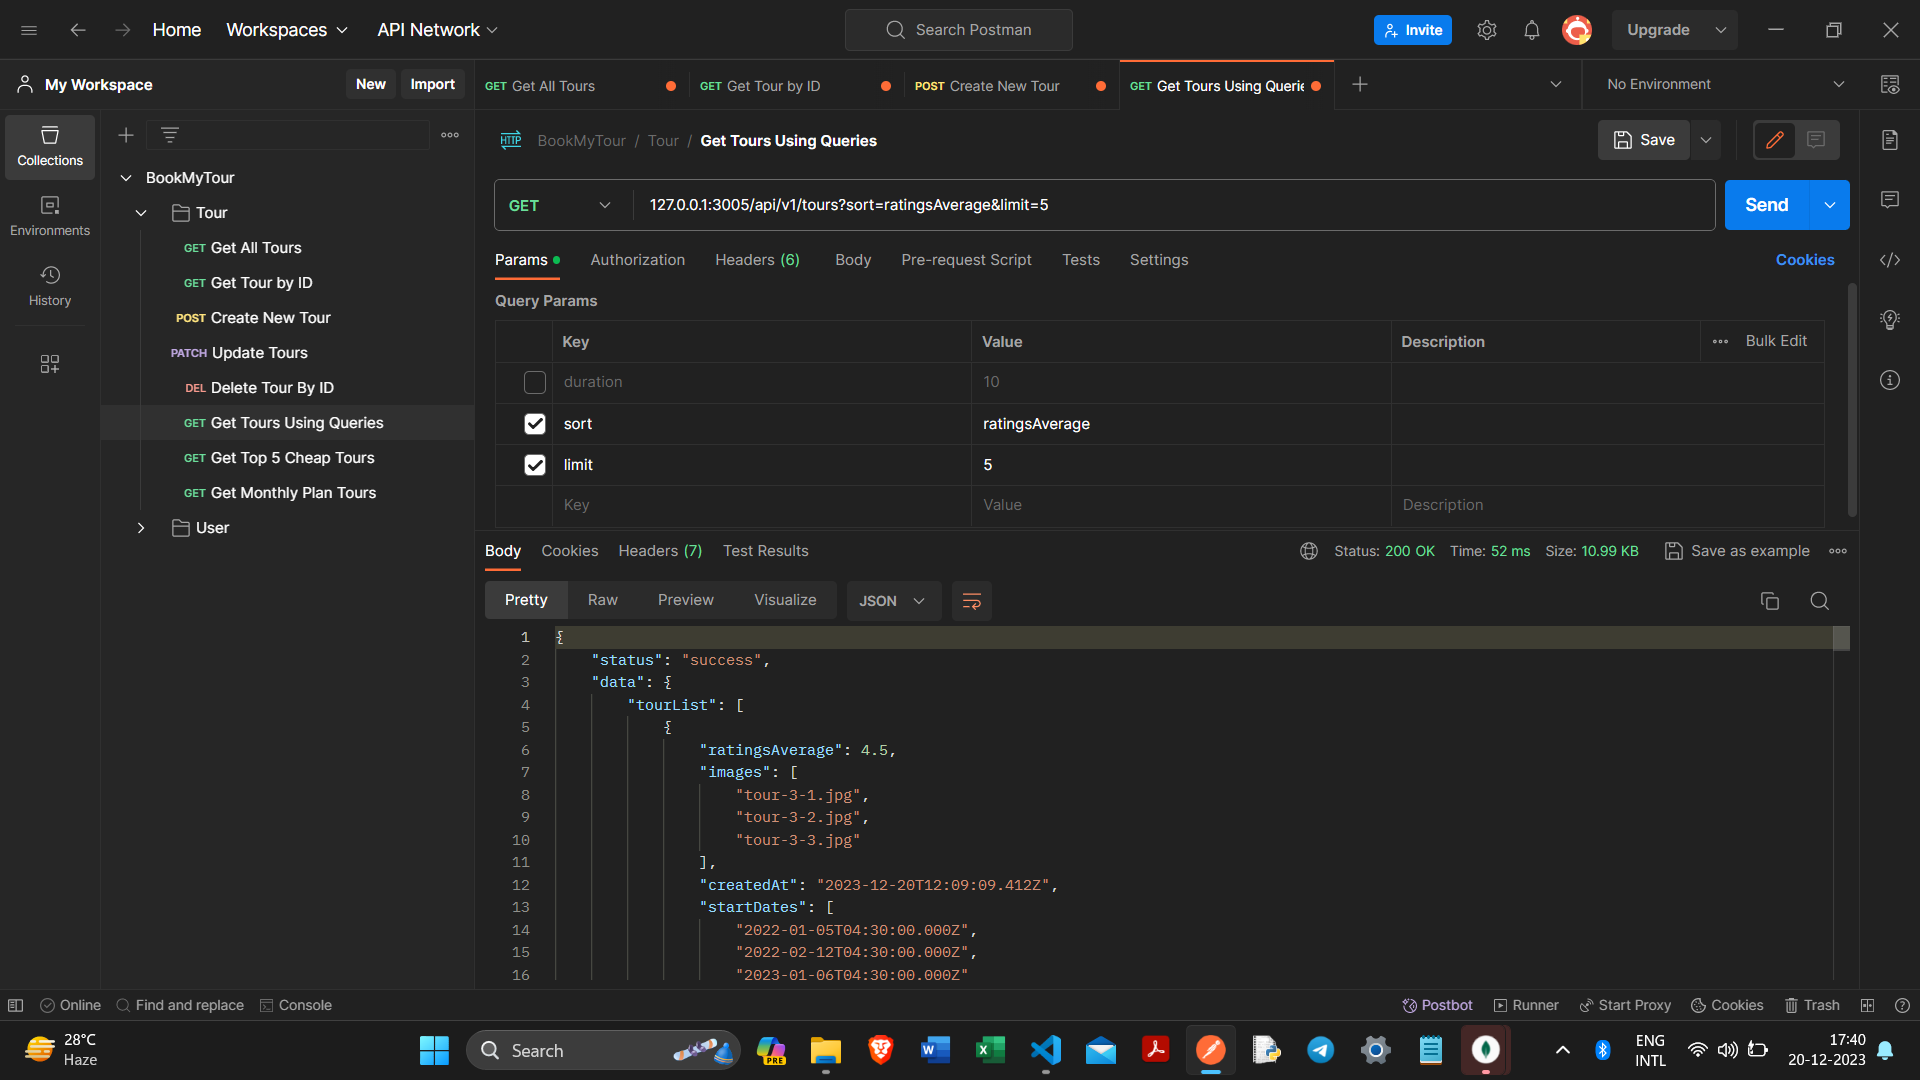 Home Workspaces API Network Search Postman Invite Upgrade
My Workspace New Import GET Get All Tours GET Get Tour by ID POST Create New Tour GET Get Tours Using Querie No Environment
Collections
Environments
History
BookMyTour
Tour
GET Get All Tours
GET Get Tour by ID
POST Create New Tour
PATCH Update Tours
DEL Delete Tour By ID
GET Get Tours Using Queries
GET Get Top 5 Cheap Tours
GET Get Monthly Plan Tours
User
HTTP BookMyTour / Tour / Get Tours Using Queries Save
GET 127.0.0.1:3005/api/v1/tours?sort=ratingsAverage&limit=5 Send
Params Authorization Headers (6) Body Pre-request Script Tests Settings Cookies
Query Params
Key Value Description Bulk Edit
duration 10
sort ratingsAverage
limit 5
Key Value Description
Body Cookies Headers (7) Test Results Status: 200 OK Time: 52 ms Size: 10.99 KB Save as example
Pretty Raw Preview Visualize JSON
1 {
2 "status": "success",
3 "data": {
4 "tourList": [
5 {
6 "ratingsAverage": 4.5,
7 "images": [
8 "tour-3-1.jpg",
9 "tour-3-2.jpg",
10 "tour-3-3.jpg"
11 ],
12 "createdAt": "2023-12-20T12:09:09.412Z",
13 "startDates": [
14 "2022-01-05T04:30:00.000Z",
15 "2022-02-12T04:30:00.000Z",
16 "2023-01-06T04:30:00.000Z"
Online Find and replace Console Postbot Runner Start Proxy Cookies Trash
28°C
Haze
Search
PRE
ENG
INTL
17:40
20-12-2023